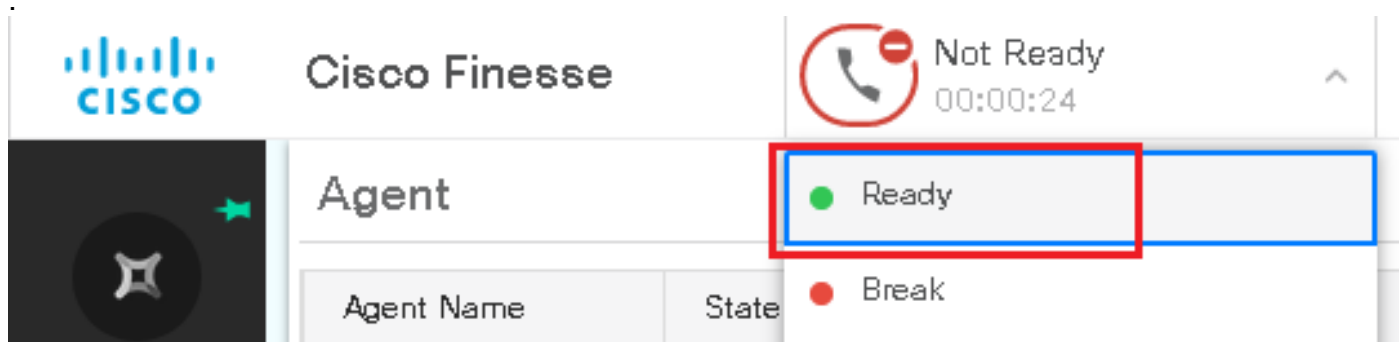 .
CISCO
Cisco Finesse
Not Ready
00:00:24
Agent
Ready
Agent Name
State
Break